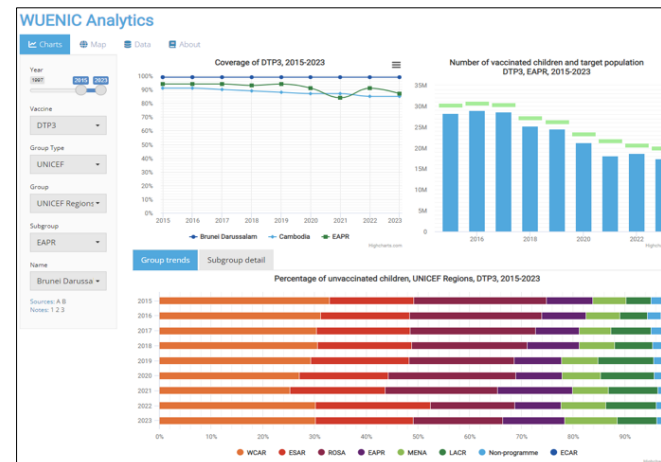 WUENIC Analytics
Charts Map Data About
Year
1997 2015 2023
Vaccine
DTP3
Group Type
UNICEF
Group
UNICEF Regions
Subgroup
EAPR
Name
Brunei Darussa
Sources: A B
Notes: 1 2 3
Coverage of DTP3, 2015-2023
100%
90%
80%
70%
60%
50%
40%
30%
20%
10%
0%
2015 2016 2017 2018 2019 2020 2021 2022 2023
Brunei Darussalam Cambodia EAPR
Highcharts.com
Number of vaccinated children and target population
DTP3, EAPR, 2015-2023
35M
30M
25M
20M
15M
10M
5M
0
2016 2018 2020 2022
Group trends Subgroup detail
Percentage of unvaccinated children, UNICEF Regions, DTP3, 2015-2023
2015
2016
2017
2018
2019
2020
2021
2022
2023
0% 10% 20% 30% 40% 50% 60% 70% 80% 90%
WCAR ESAR ROSA EAPR MENA LACR Non-programme ECAR